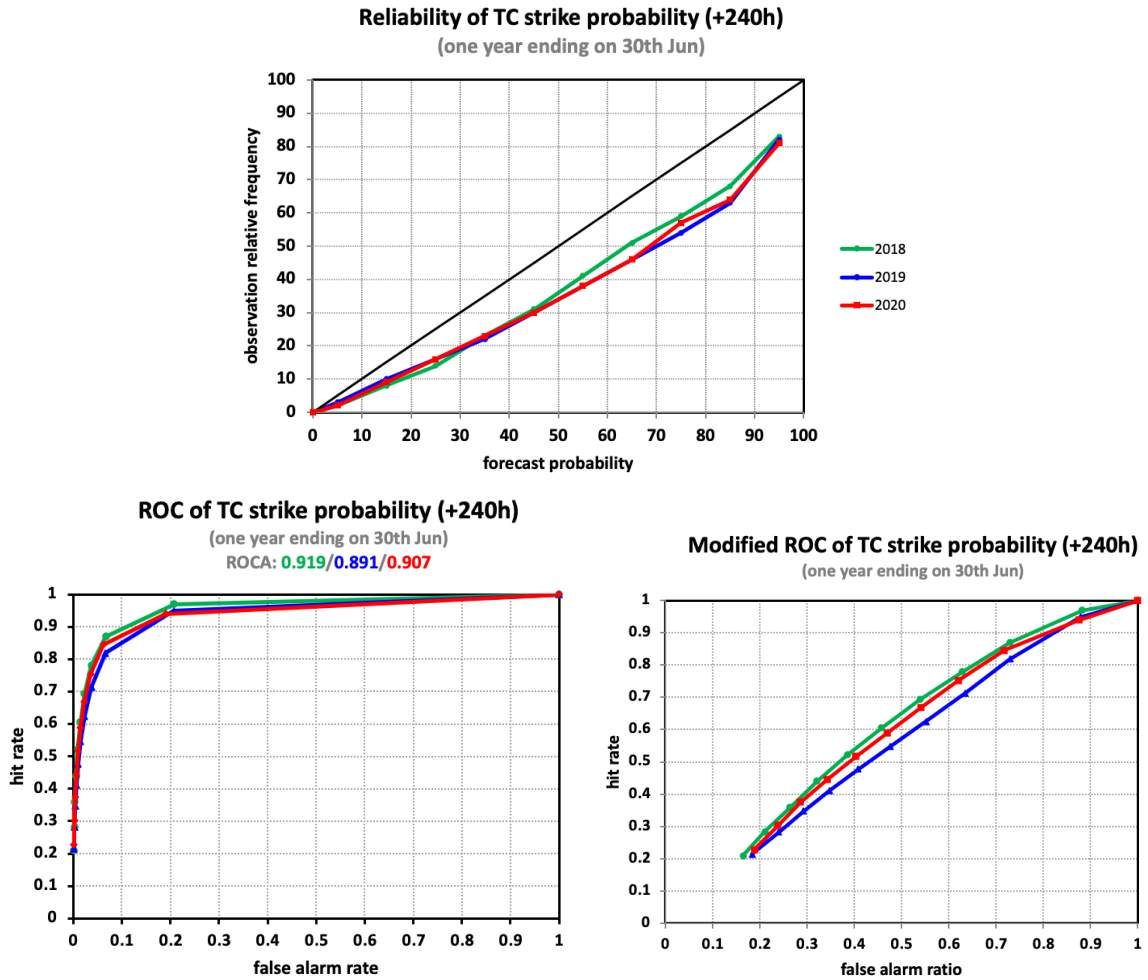 Reliability of TC strike probability (+240h)
(one year ending on 30th Jun)
100
90
80
70
60
50
40
30
20
10
0
observation relative frequency
0 10 20 30 40 50 60 70 80 90 100
forecast probability
2018
2019
2020
ROC of TC strike probability (+240h)
(one year ending on 30th Jun)
ROCA: 0.919/0.891/0.907
1
0.9
0.8
0.7
0.6
0.5
0.4
0.3
0.2
0.1
0
hit rate
0 0.1 0.2 0.3 0.4 0.5 0.6 0.7 0.8 0.9 1
false alarm rate
Modified ROC of TC strike probability (+240h)
(one year ending on 30th Jun)
1
0.9
0.8
0.7
0.6
0.5
0.4
0.3
0.2
0.1
0
hit rate
0 0.1 0.2 0.3 0.4 0.5 0.6 0.7 0.8 0.9 1
false alarm ratio